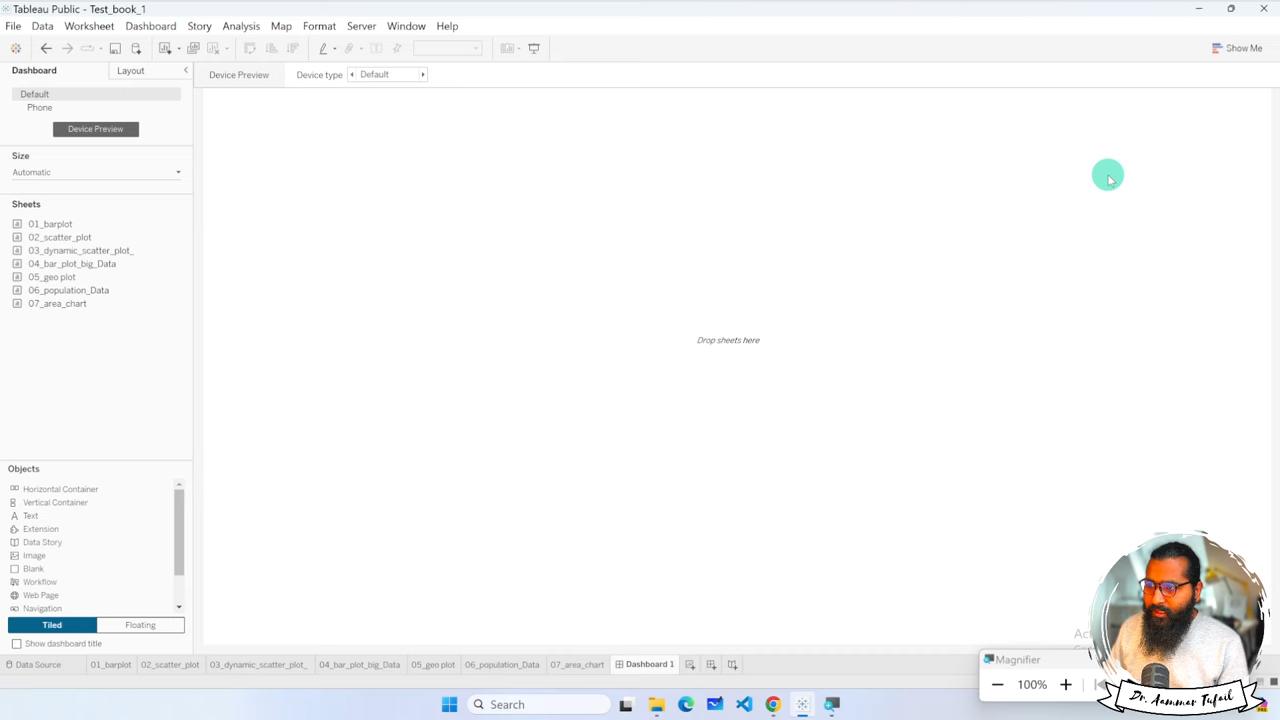 Tableau Public - Test_book_1
File Data Worksheet Dashboard Story Analysis Map Format Server Window Help
Show Me
Dashboard Layout
Device Preview Device type Default
Default
Phone
Device Preview
Size
Automatic
Sheets
01_barplot
02_scatter_plot
03_dynamic_scatter_plot_
04_bar_plot_big_Data
05_geo plot
06_population_Data
07_area_chart
Drop sheets here
Objects
Horizontal Container
Vertical Container
Text
Extension
Data Story
Image
Blank
Workflow
Web Page
Navigation
Tiled Floating
Show dashboard title
Data Source 01_barplot 02_scatter_plot 03_dynamic_scatter_ 04_bar_plot_big_Data 05_geo plot 06_population_Data 07_area_chart Dashboard 1
Magnifier
100%
Search
Dr. Aammar Tufail